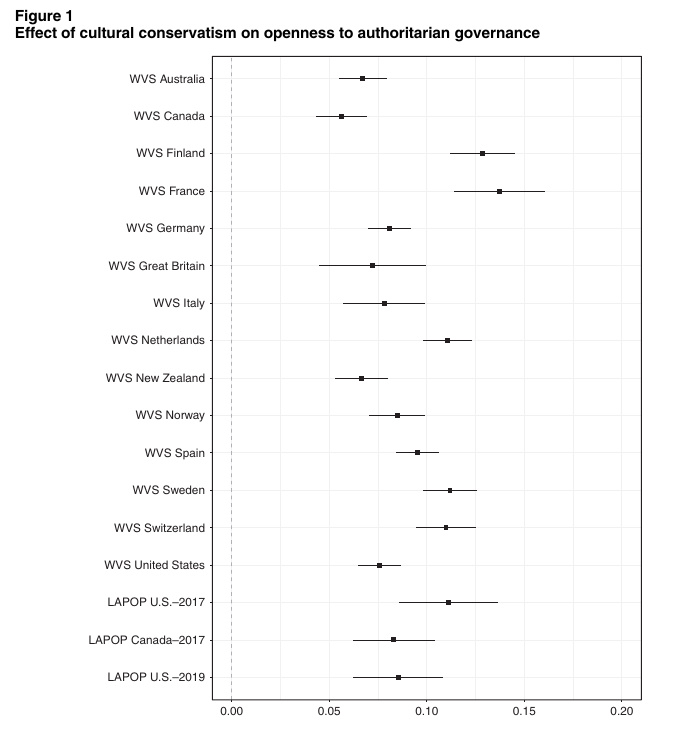 Figure 1
Effect of cultural conservatism on openness to authoritarian governance
WVS Australia
WVS Canada
WVS Finland
WVS France
WVS Germany
WVS Great Britain
WVS Italy
WVS Netherlands
WVS New Zealand
WVS Norway
WVS Spain
WVS Sweden
WVS Switzerland
WVS United States
LAPOP U.S.–2017
LAPOP Canada–2017
LAPOP U.S.–2019
0.00 0.05 0.10 0.15 0.20